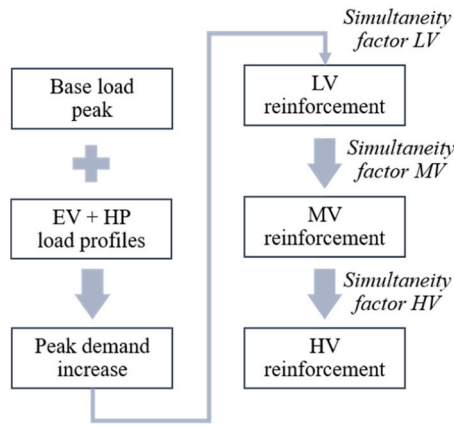 Base load
peak
EV + HP
load profiles
Peak demand
increase
Simultaneity
factor LV
LV
reinforcement
Simultaneity
factor MV
MV
reinforcement
Simultaneity
factor HV
HV
reinforcement